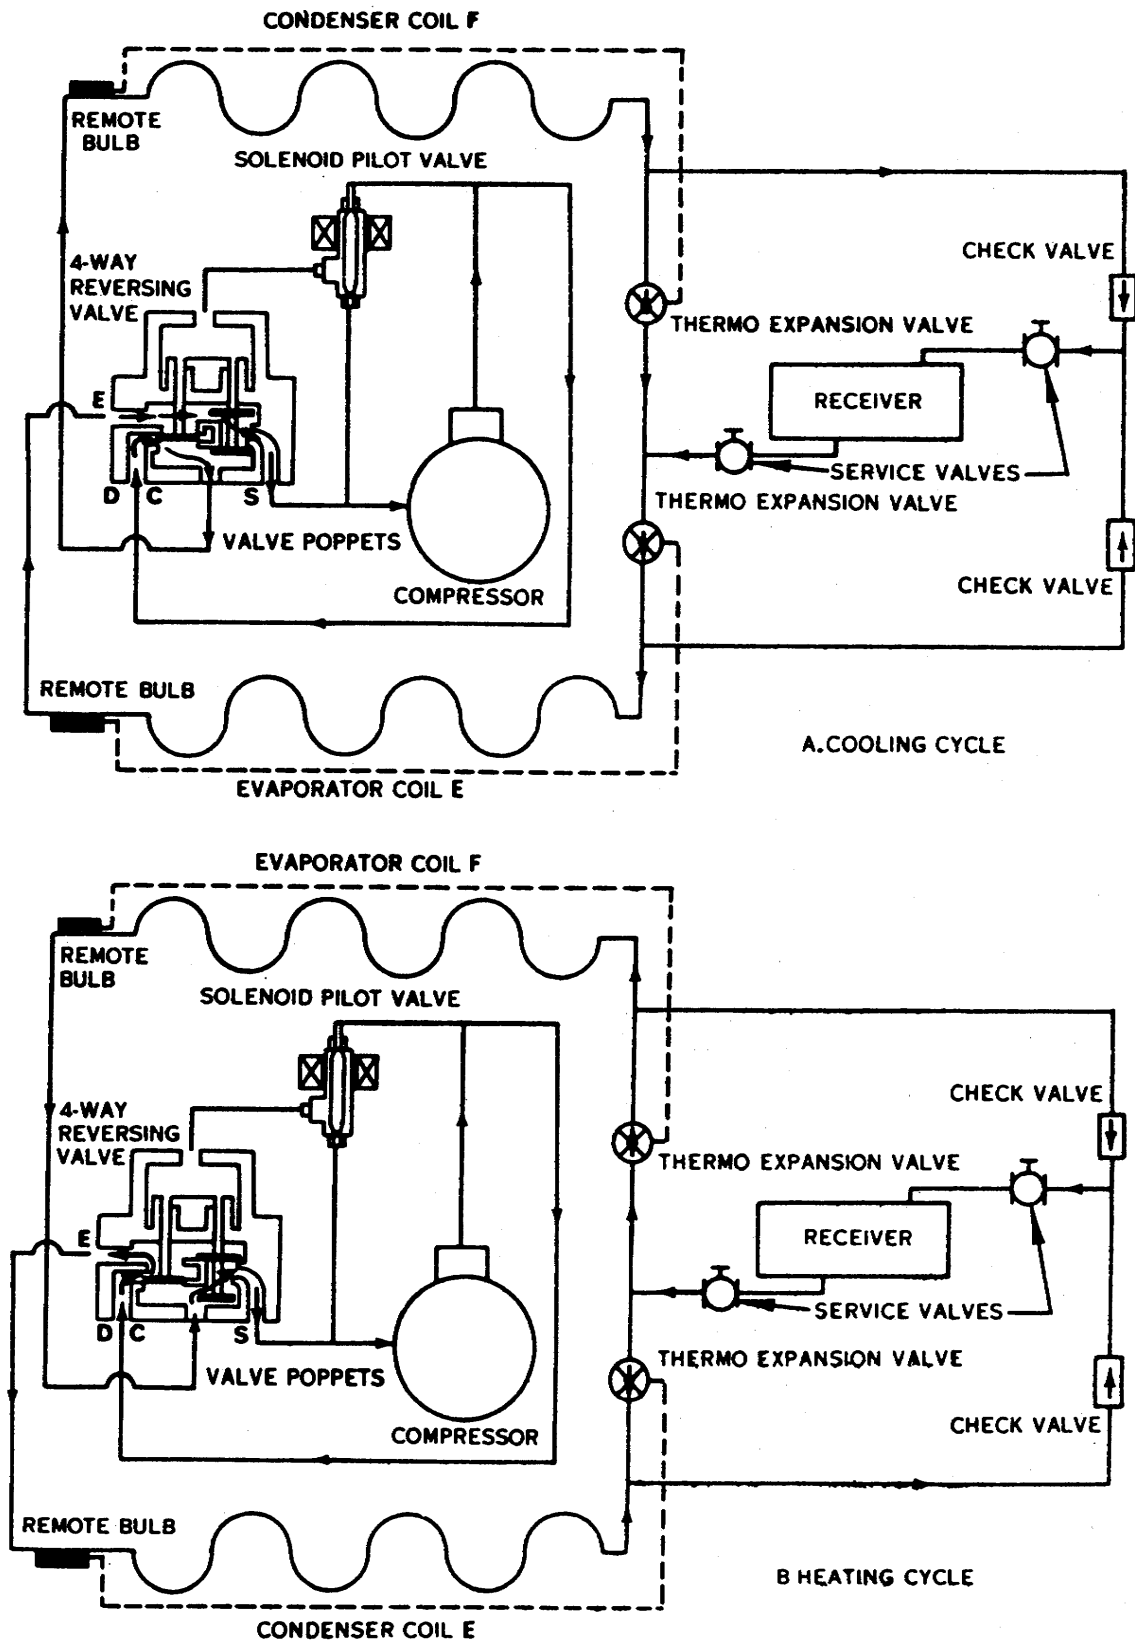 CONDENSER COIL F
REMOTE
BULB
SOLENOID PILOT VALVE
4-WAY
REVERSING
VALVE
CHECK VALVE
THERMO EXPANSION VALVE
E
RECEIVER
SERVICE VALVES
D C S
THERMO EXPANSION VALVE
VALVE POPPETS
COMPRESSOR
CHECK VALVE
REMOTE BULB
A. COOLING CYCLE
EVAPORATOR COIL E
EVAPORATOR COIL F
REMOTE
BULB
SOLENOID PILOT VALVE
4-WAY
REVERSING
VALVE
CHECK VALVE
THERMO EXPANSION VALVE
E
RECEIVER
SERVICE VALVES
D C S
THERMO EXPANSION VALVE
VALVE POPPETS
COMPRESSOR
CHECK VALVE
REMOTE BULB
B HEATING CYCLE
CONDENSER COIL E